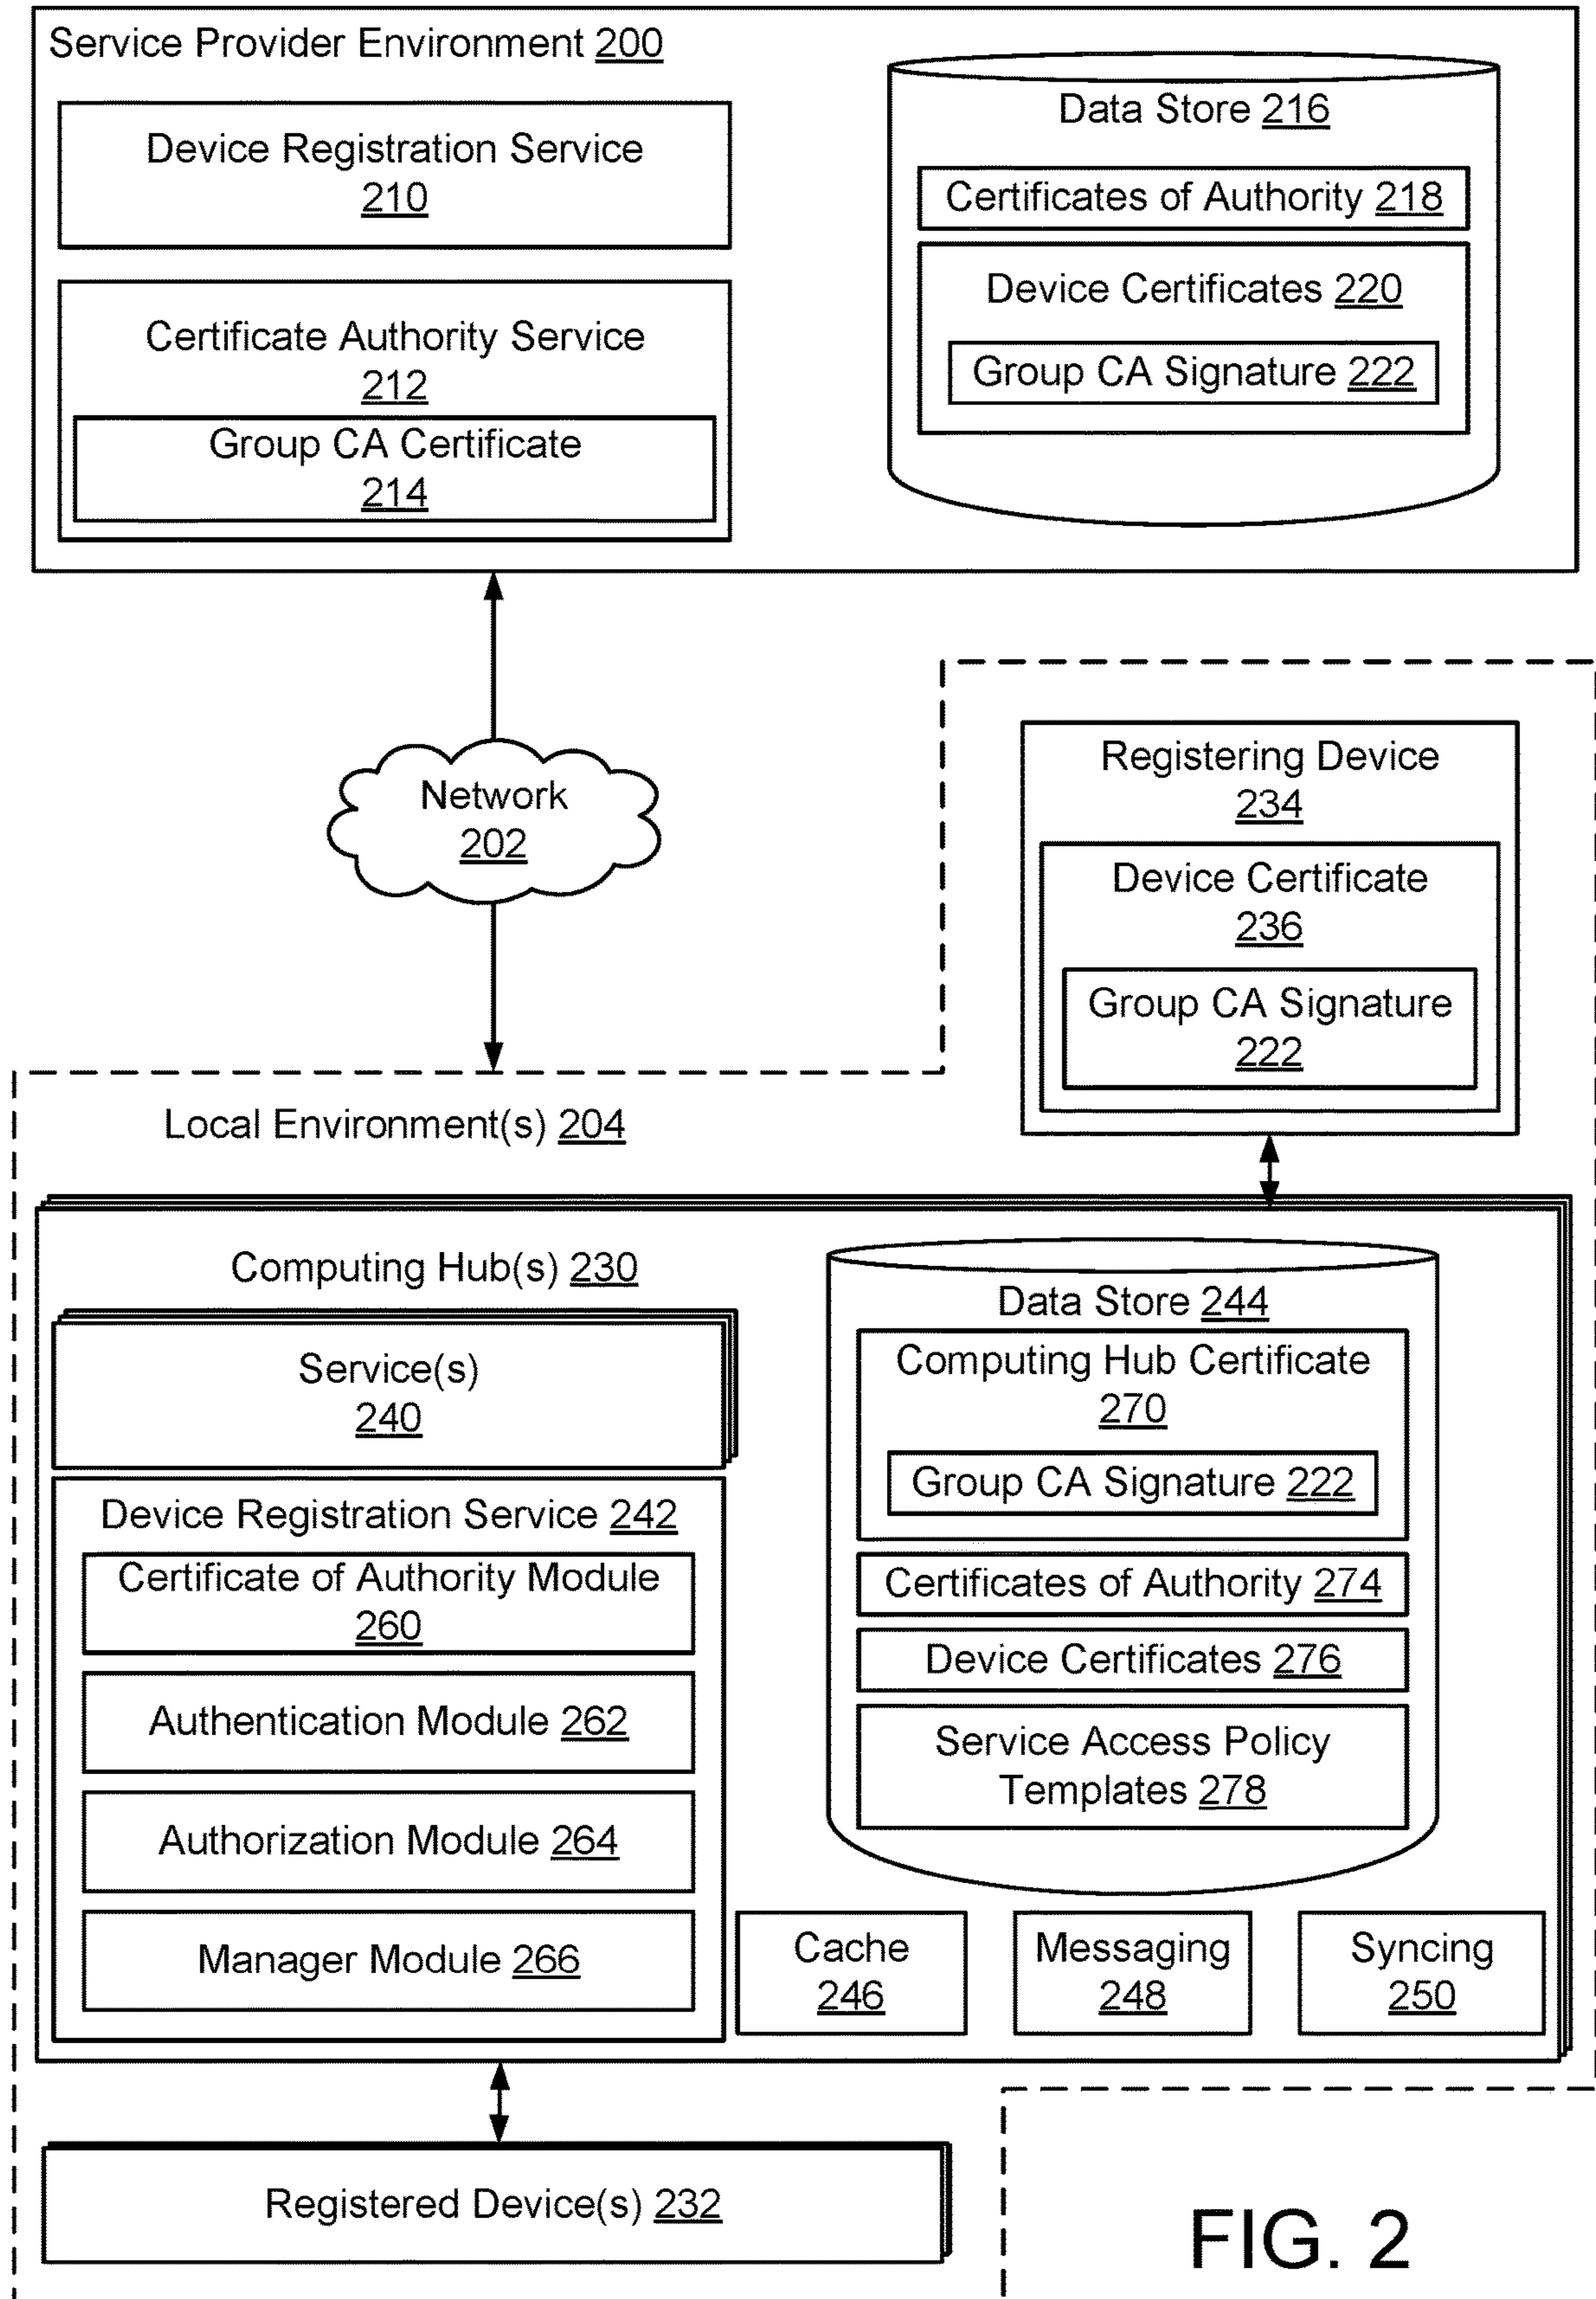 Service Provider Environment 200
Device Registration Service
210
Certificate Authority Service
212
Group CA Certificate
214
Data Store 216
Certificates of Authority 218
Device Certificates 220
Group CA Signature 222
Network
202
Registering Device
234
Device Certificate
236
Group CA Signature
222
Local Environment(s) 204
Computing Hub(s) 230
Service(s)
240
Device Registration Service 242
Certificate of Authority Module
260
Authentication Module 262
Authorization Module 264
Manager Module 266
Data Store 244
Computing Hub Certificate
270
Group CA Signature 222
Certificates of Authority 274
Device Certificates 276
Service Access Policy
Templates 278
Cache
246
Messaging
248
Syncing
250
Registered Device(s) 232
FIG. 2